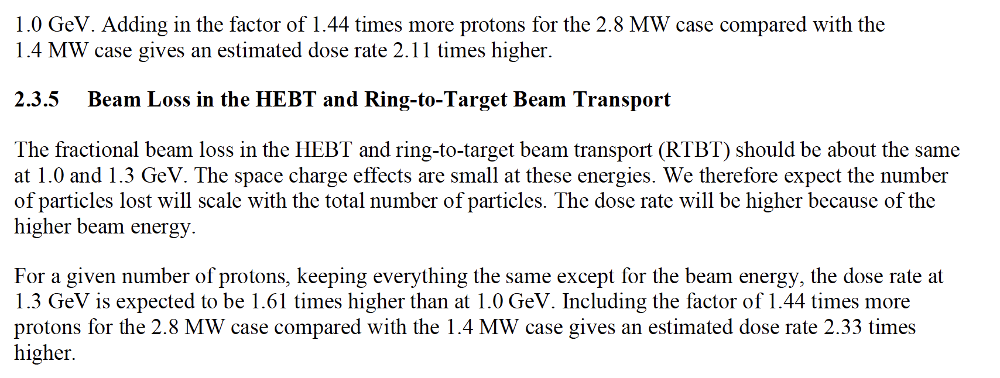 1.0 GeV. Adding in the factor of 1.44 times more protons for the 2.8 MW case compared with the
1.4 MW case gives an estimated dose rate 2.11 times higher.
2.3.5 Beam Loss in the HEBT and Ring-to-Target Beam Transport
The fractional beam loss in the HEBT and ring-to-target beam transport (RTBT) should be about the same
at 1.0 and 1.3 GeV. The space charge effects are small at these energies. We therefore expect the number
of particles lost will scale with the total number of particles. The dose rate will be higher because of the
higher beam energy.
For a given number of protons, keeping everything the same except for the beam energy, the dose rate at
1.3 GeV is expected to be 1.61 times higher than at 1.0 GeV. Including the factor of 1.44 times more
protons for the 2.8 MW case compared with the 1.4 MW case gives an estimated dose rate 2.33 times
higher.